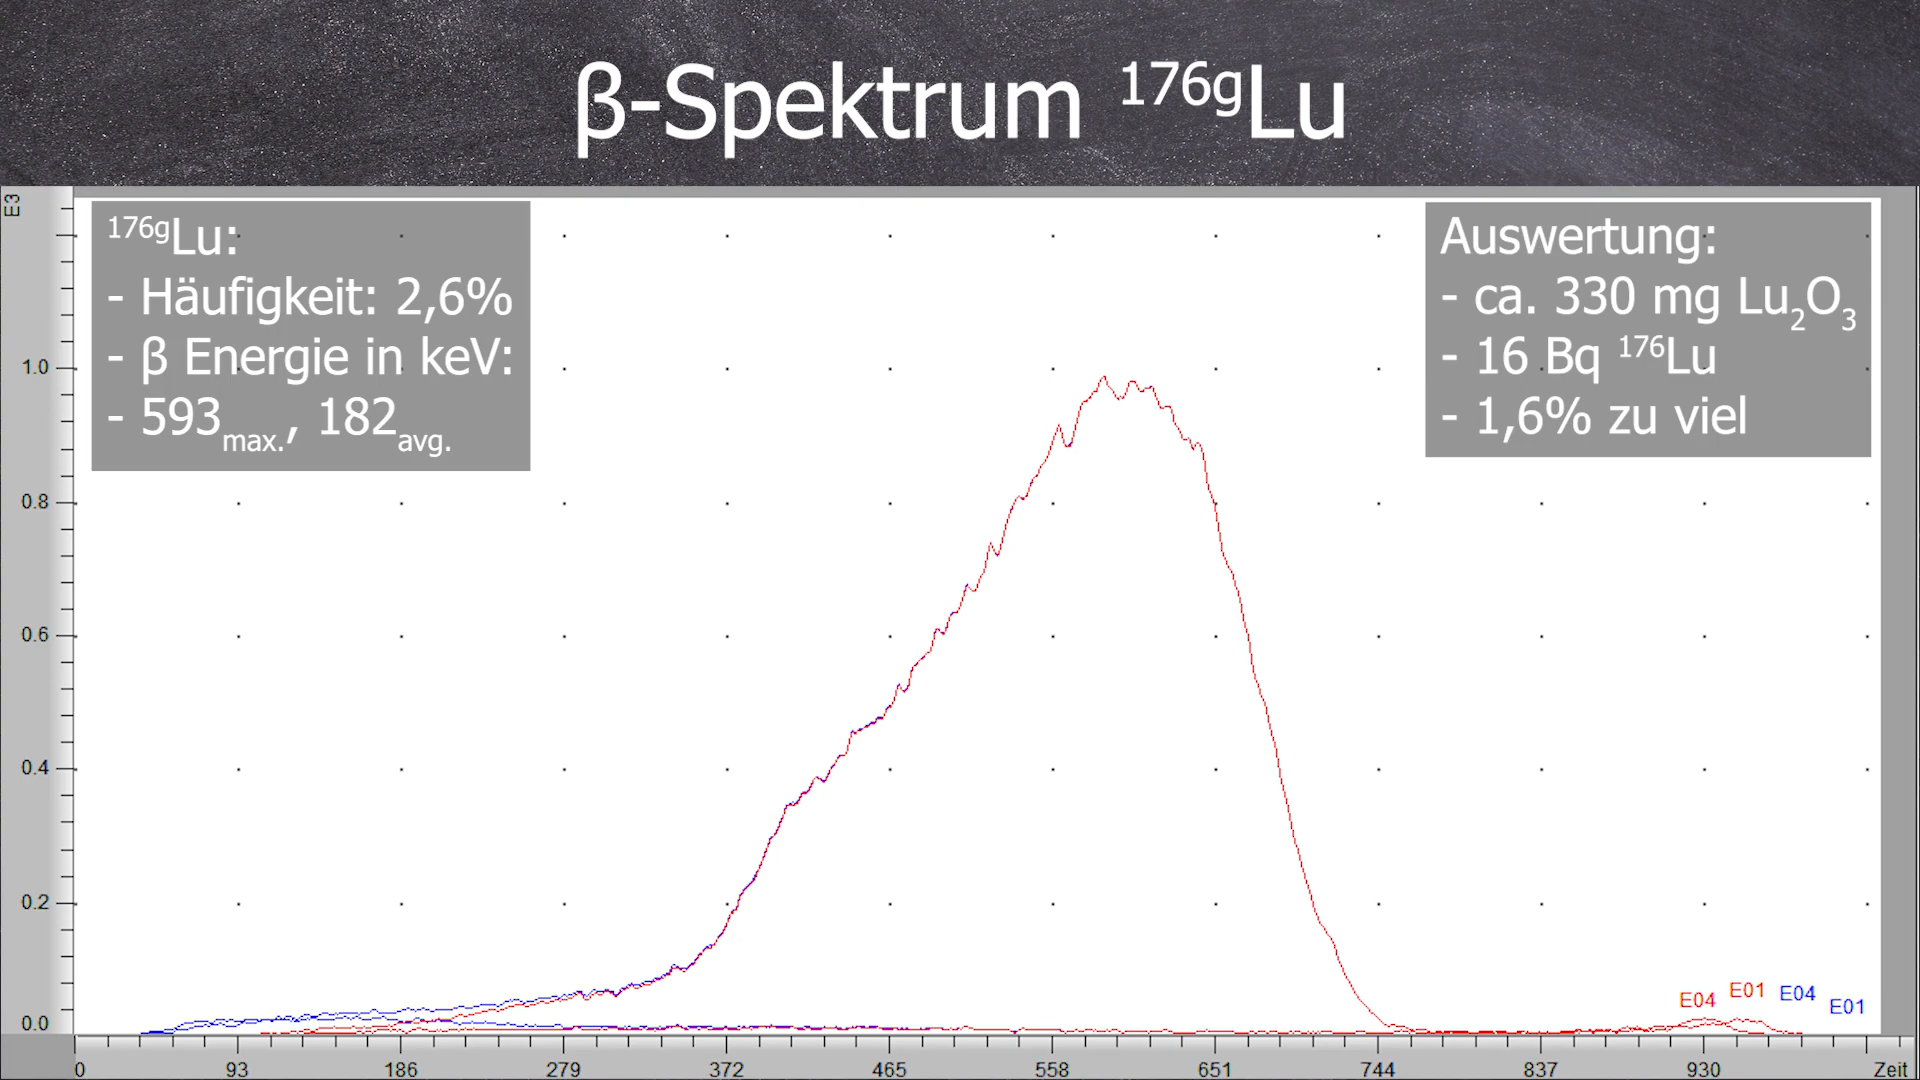 β-Spektrum ¹⁷⁶ᵍLu
E3
¹⁷⁶ᵍLu:
- Häufigkeit: 2,6%
- β Energie in keV:
- 593max., 182avg.
Auswertung:
- ca. 330 mg Lu₂O₃
- 16 Bq ¹⁷⁶Lu
- 1,6% zu viel
1.0
0.8
0.6
0.4
0.2
0.0
E04 E01 E04 E01
0 93 186 279 372 465 558 651 744 837 930 Zeit